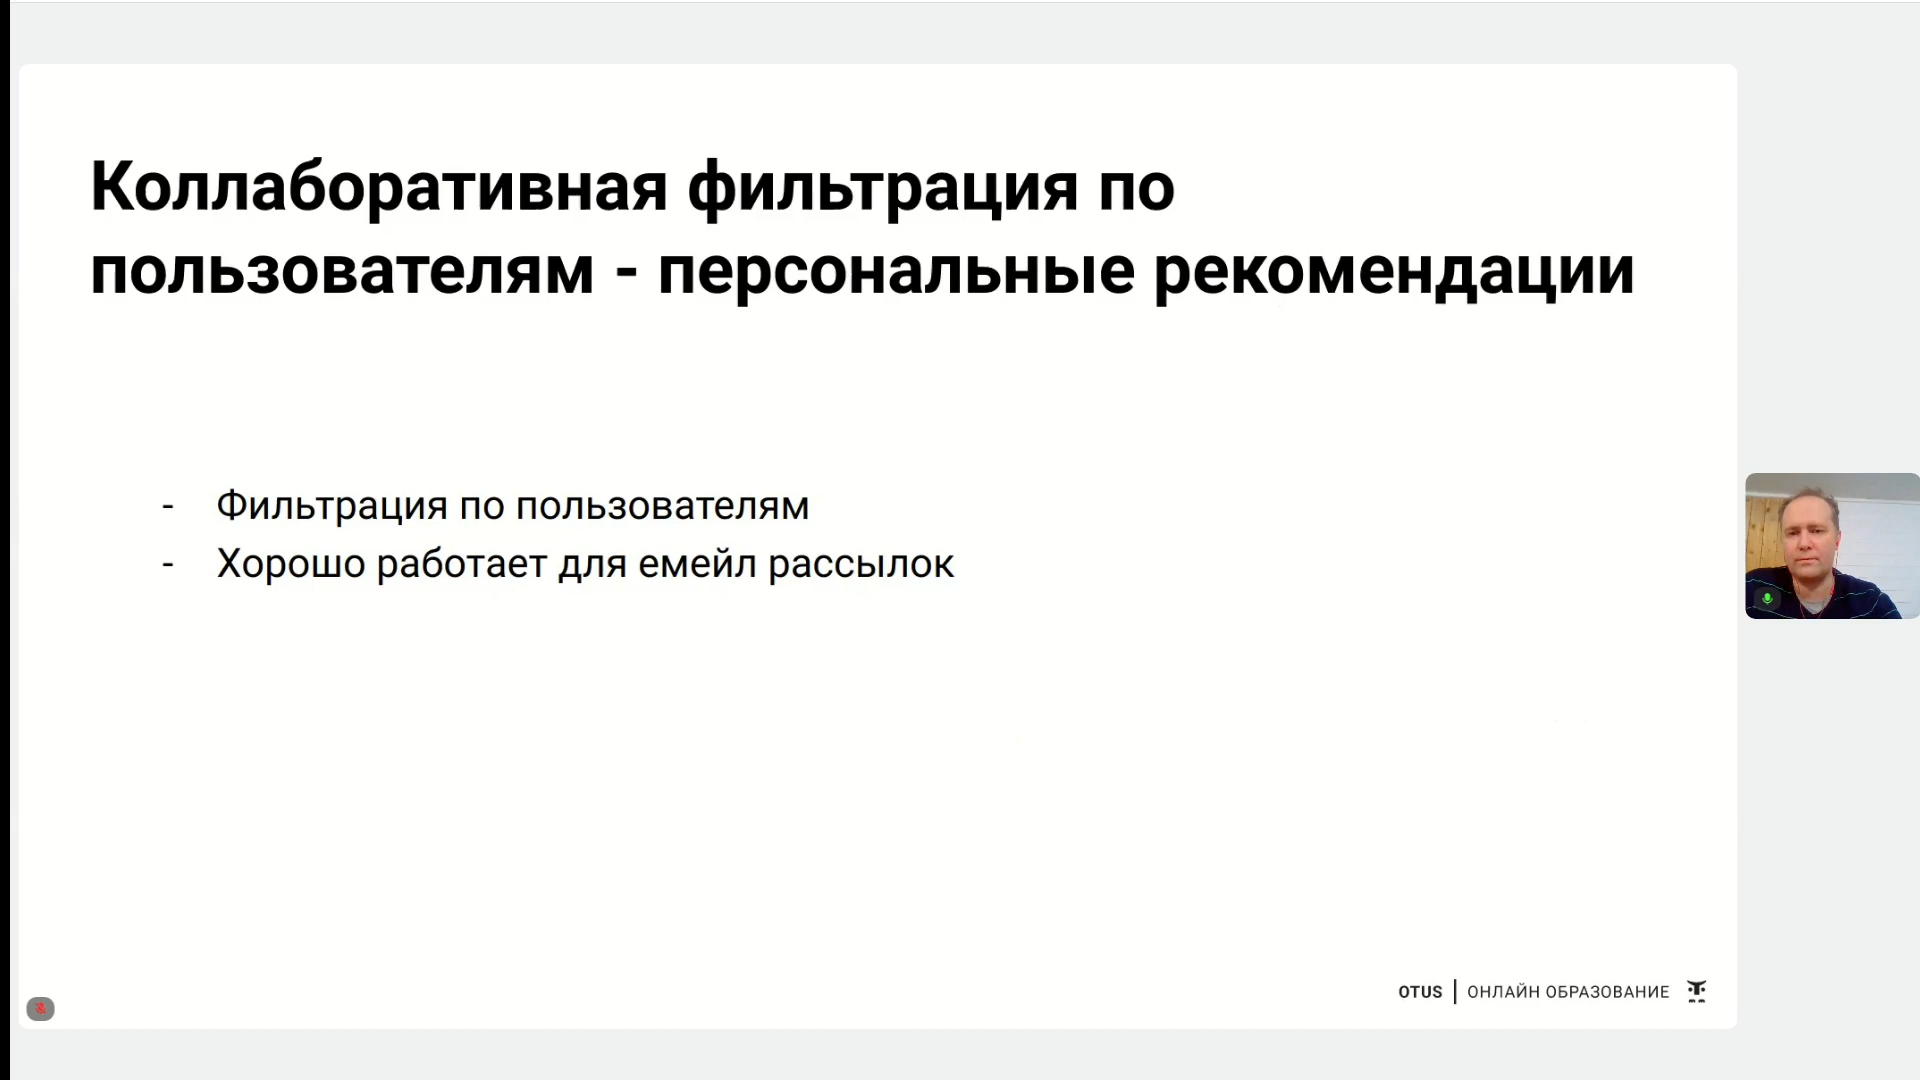 Коллаборативная фильтрация по
пользователям - персональные рекомендации
- Фильтрация по пользователям
- Хорошо работает для емейл рассылок
OTUS | ОНЛАЙН ОБРАЗОВАНИЕ